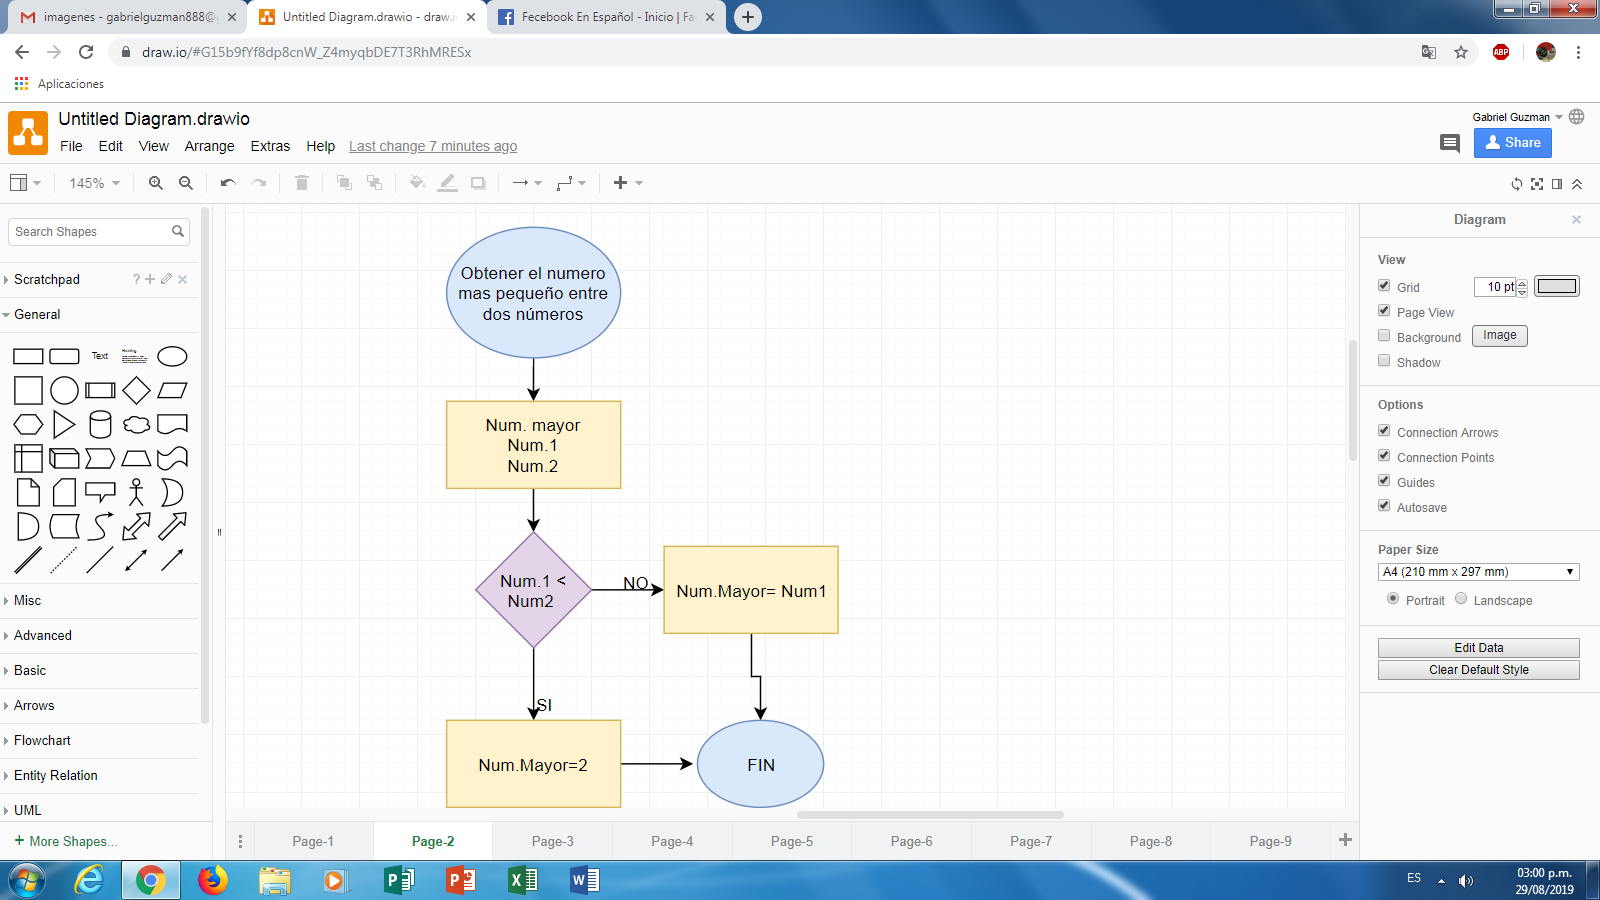 imagenes - gabrielguzman888@
Untitled Diagram.drawio - draw.i
Fecebook En Español - Inicio | Fa
draw.io/#G15b9fYf8dp8cnW_Z4myqbDE7T3RhMRESx
ABP
Aplicaciones
Untitled Diagram.drawio
Gabriel Guzman
File Edit View Arrange Extras Help Last change 7 minutes ago
Share
145%
Search Shapes
Scratchpad
?
General
Text
Heading
Misc
Advanced
Basic
Arrows
Flowchart
Entity Relation
UML
+ More Shapes...
Obtener el numero
mas pequeño entre
dos números
Num. mayor
Num.1
Num.2
Num.1 <
Num2
NO
Num.Mayor= Num1
SI
Num.Mayor=2
FIN
Diagram
View
Grid
10 pt
Page View
Background
Image
Shadow
Options
Connection Arrows
Connection Points
Guides
Autosave
Paper Size
A4 (210 mm x 297 mm)
Portrait
Landscape
Edit Data
Clear Default Style
Page-1 Page-2 Page-3 Page-4 Page-5 Page-6 Page-7 Page-8 Page-9
ES
03:00 p.m.
29/08/2019